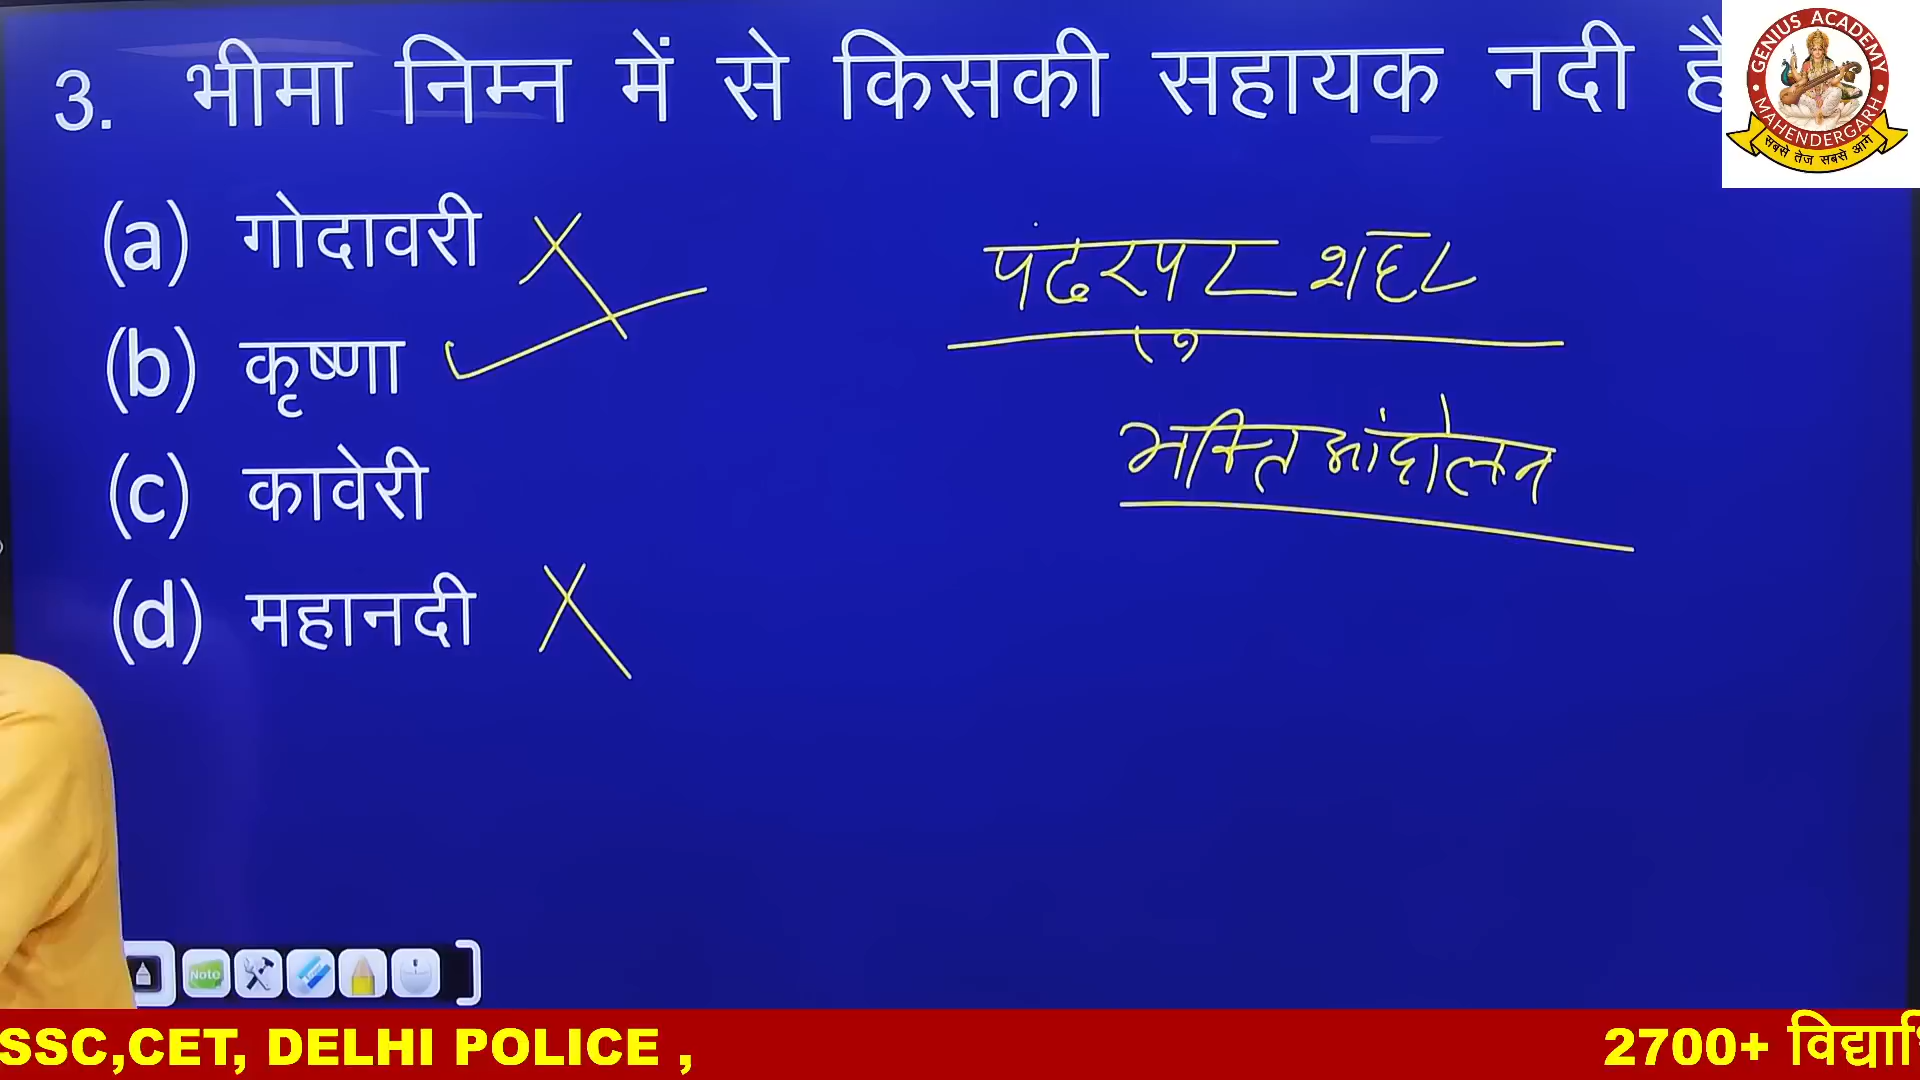 3. भीमा निम्न में से किसकी सहायक नदी है
(a) गोदावरी
(b) कृष्णा
(c) कावेरी
(d) महानदी
पंढरपुर शहर
भक्ति आंदोलन
GENIUS ACADEMY
MAHENDERGARH
सबसे तेज सबसे आगे
Note
SSC,CET, DELHI POLICE ,
2700+